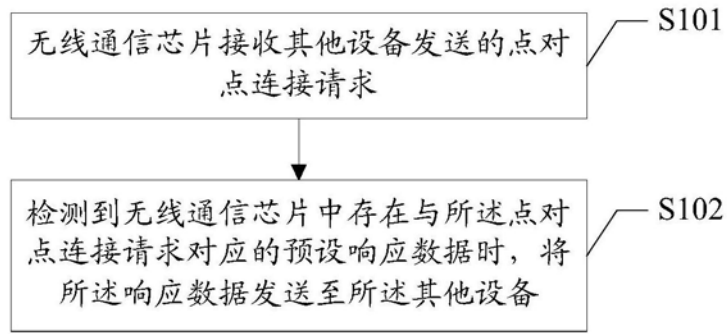 无线通信芯片接收其他设备发送的点对
点连接请求
S101
检测到无线通信芯片中存在与所述点对
点连接请求对应的预设响应数据时，将
所述响应数据发送至所述其他设备
S102